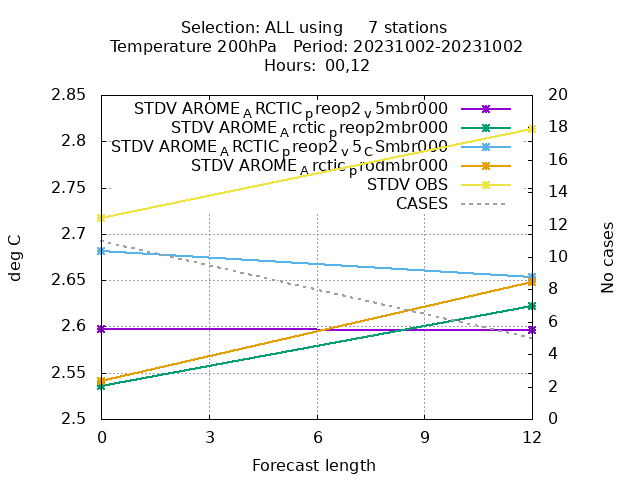 Selection: ALL using     7 stations
Temperature 200hPa   Period: 20231002-20231002
Hours: 00,12
STDV AROME_ARCTIC_preop2_v5mbr000
STDV AROME_Arctic_preop2mbr000
STDV AROME_ARCTIC_preop2_v5_CSmbr000
STDV AROME_Arctic_prodmbr000
STDV OBS
CASES
2.85
2.8
2.75
2.7
2.65
2.6
2.55
2.5
deg C
20
18
16
14
12
10
8
6
4
2
0
No cases
0 3 6 9 12
Forecast length